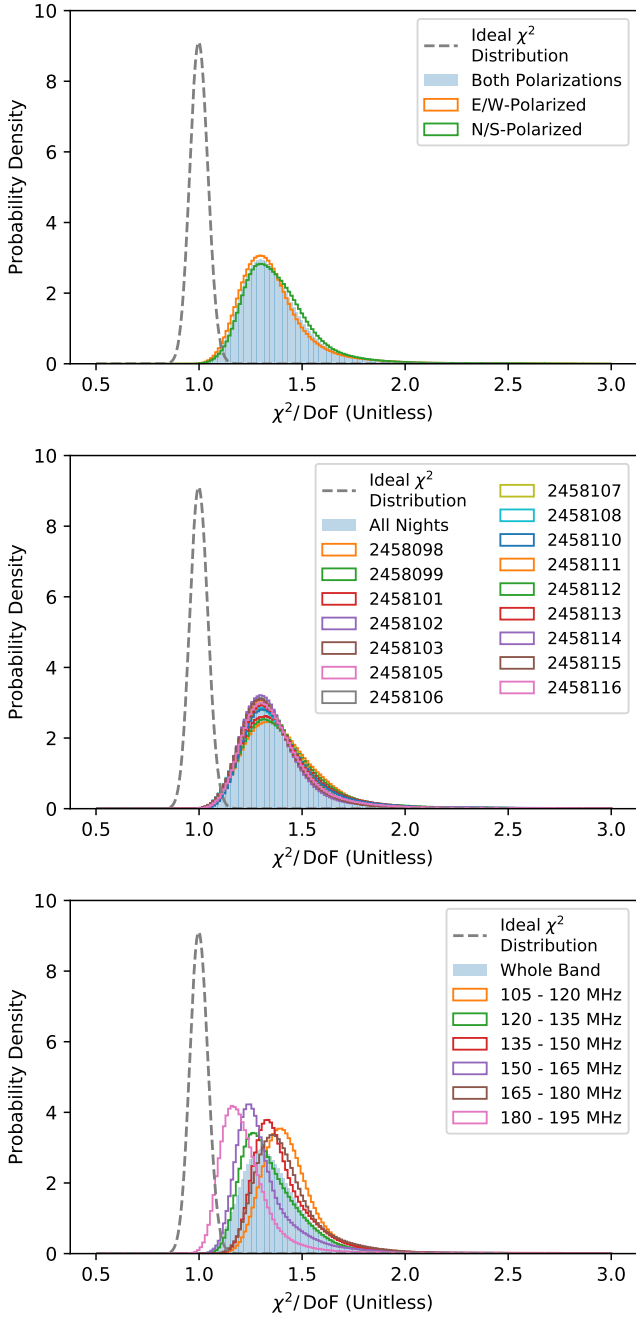 10
8
6
4
2
0
Probability Density
Ideal χ²
Distribution
Both Polarizations
E/W-Polarized
N/S-Polarized
0.5 1.0 1.5 2.0 2.5 3.0
χ²/DoF (Unitless)
10
8
6
4
2
0
Probability Density
Ideal χ²
Distribution
All Nights
2458098
2458099
2458101
2458102
2458103
2458105
2458106
2458107
2458108
2458110
2458111
2458112
2458113
2458114
2458115
2458116
0.5 1.0 1.5 2.0 2.5 3.0
χ²/DoF (Unitless)
10
8
6
4
2
0
Probability Density
Ideal χ²
Distribution
Whole Band
105 - 120 MHz
120 - 135 MHz
135 - 150 MHz
150 - 165 MHz
165 - 180 MHz
180 - 195 MHz
0.5 1.0 1.5 2.0 2.5 3.0
χ²/DoF (Unitless)